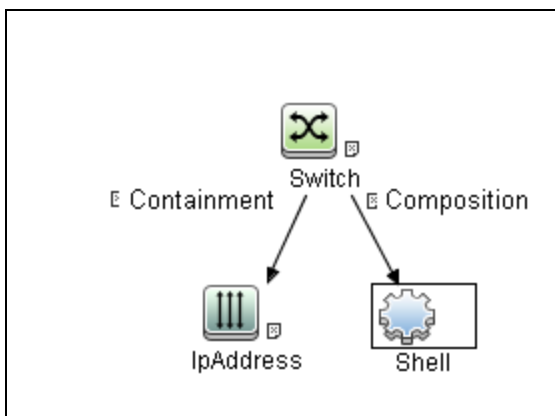 Switch
Containment
Composition
IpAddress
Shell